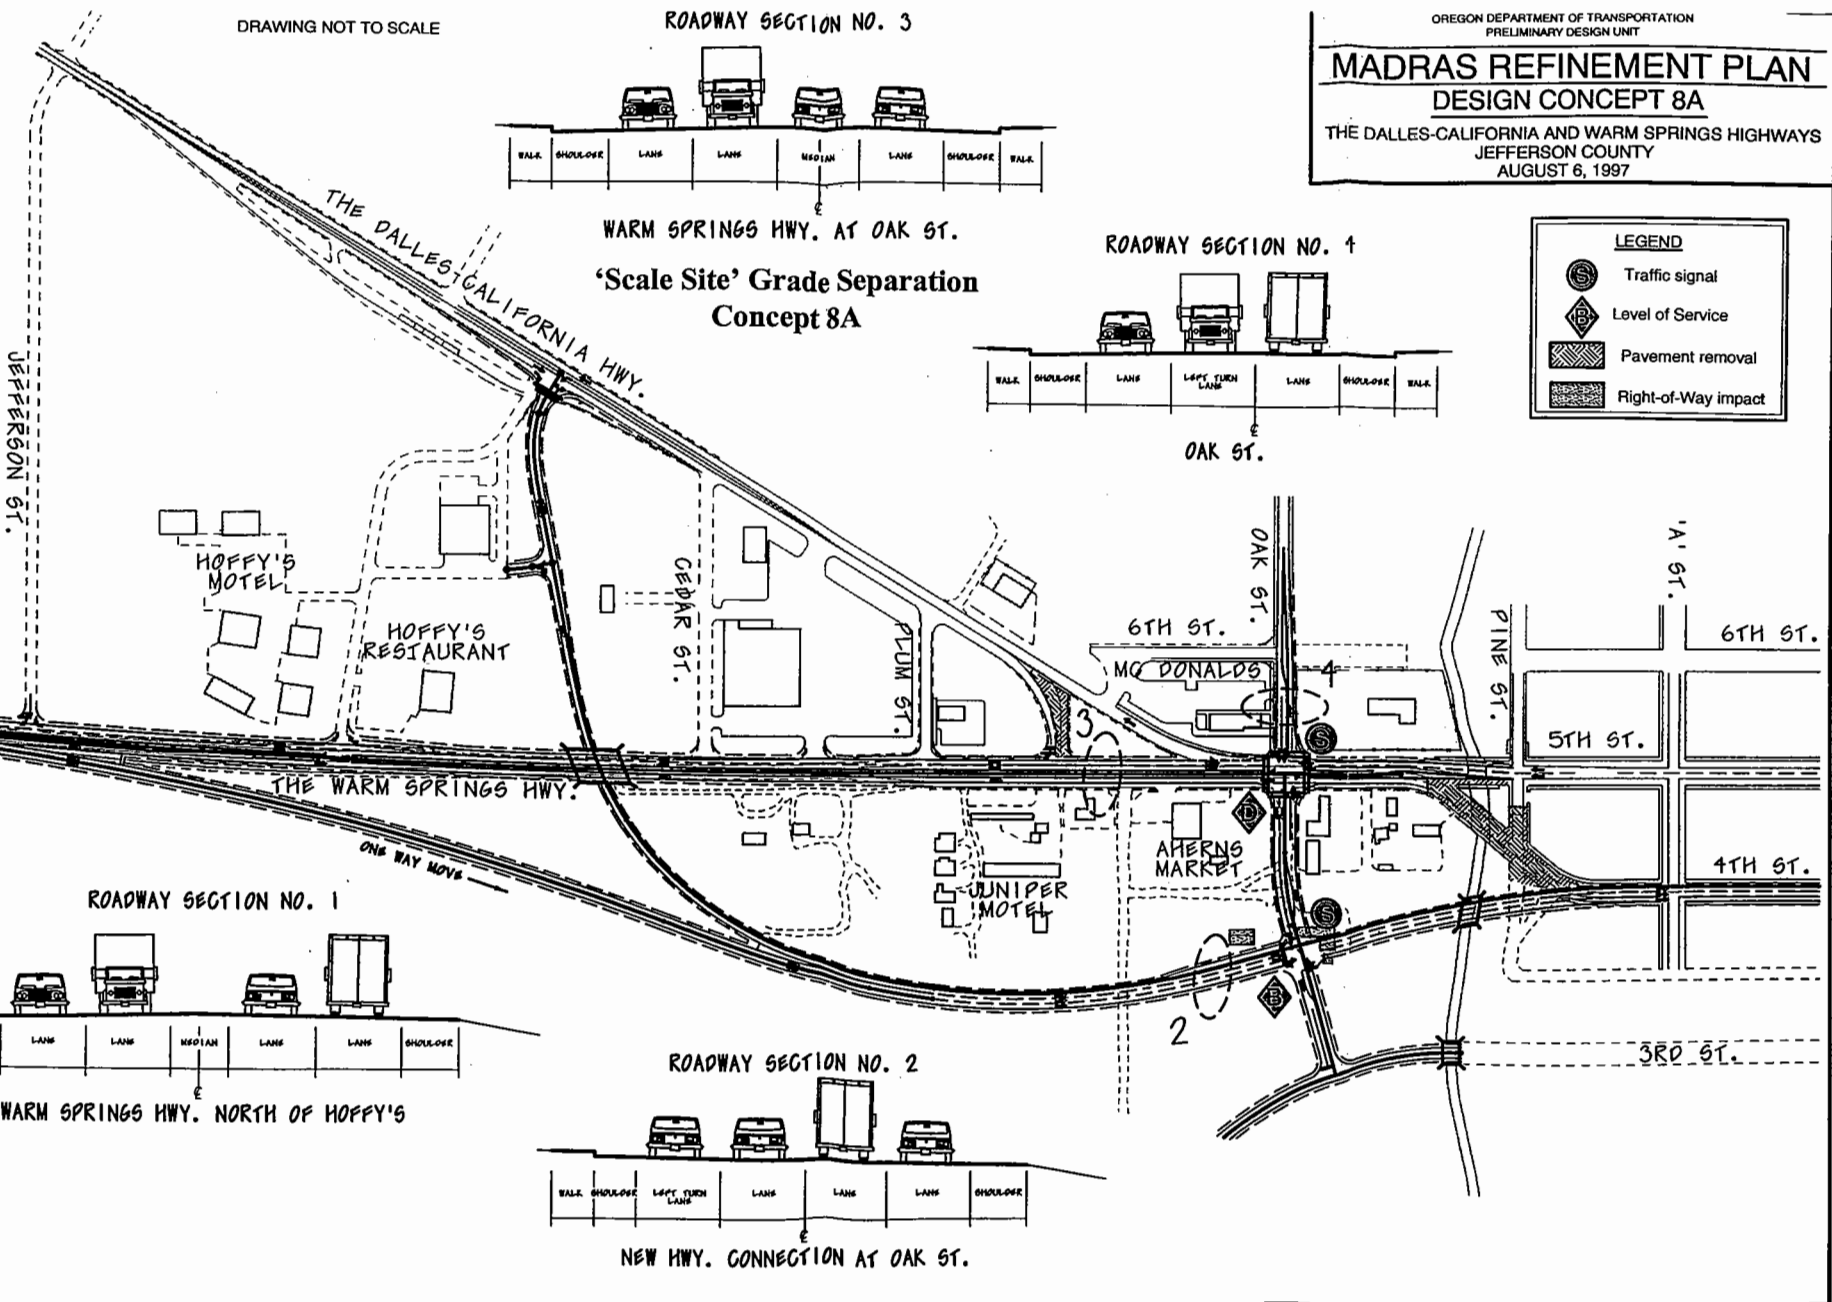 DRAWING NOT TO SCALE
ROADWAY SECTION NO. 3
WALK SHOULDER LANE LANE MEDIAN LANE SHOULDER WALK
℄
WARM SPRINGS HWY. AT OAK ST.
'Scale Site' Grade Separation
Concept 8A
OREGON DEPARTMENT OF TRANSPORTATION
PRELIMINARY DESIGN UNIT
MADRAS REFINEMENT PLAN
DESIGN CONCEPT 8A
THE DALLES-CALIFORNIA AND WARM SPRINGS HIGHWAYS
JEFFERSON COUNTY
AUGUST 6, 1997
ROADWAY SECTION NO. 4
WALK SHOULDER LANE LEFT TURN LANE SHOULDER WALK
LANE
℄
OAK ST.
LEGEND
S Traffic signal
B Level of Service
Pavement removal
Right-of-Way impact
THE DALLES-CALIFORNIA HWY.
JEFFERSON ST.
HOFFY'S
MOTEL
HOFFY'S
RESTAURANT
CEDAR ST.
PLUM ST.
OAK ST.
6TH ST.
MC DONALDS
4
3
S
PINE ST.
'A' ST.
6TH ST.
5TH ST.
THE WARM SPRINGS HWY.
ONE WAY MOVE
D
AHERNS
MARKET
JUNIPER
MOTEL
4TH ST.
S
B
2
3RD ST.
ROADWAY SECTION NO. 1
LANE LANE MEDIAN LANE LANE SHOULDER
℄
WARM SPRINGS HWY. NORTH OF HOFFY'S
ROADWAY SECTION NO. 2
WALK SHOULDER LEFT TURN LANE LANE LANE SHOULDER
LANE
℄
NEW HWY. CONNECTION AT OAK ST.